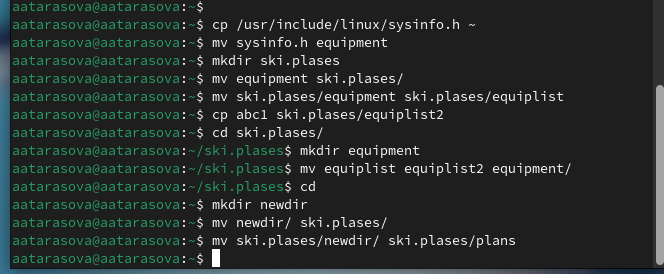 aatarasova@aatarasova:~$
aatarasova@aatarasova:~$ cp /usr/include/linux/sysinfo.h ~
aatarasova@aatarasova:~$ mv sysinfo.h equipment
aatarasova@aatarasova:~$ mkdir ski.plases
aatarasova@aatarasova:~$ mv equipment ski.plases/
aatarasova@aatarasova:~$ mv ski.plases/equipment ski.plases/equiplist
aatarasova@aatarasova:~$ cp abc1 ski.plases/equiplist2
aatarasova@aatarasova:~$ cd ski.plases/
aatarasova@aatarasova:~/ski.plases$ mkdir equipment
aatarasova@aatarasova:~/ski.plases$ mv equiplist equiplist2 equipment/
aatarasova@aatarasova:~/ski.plases$ cd
aatarasova@aatarasova:~$ mkdir newdir
aatarasova@aatarasova:~$ mv newdir/ ski.plases/
aatarasova@aatarasova:~$ mv ski.plases/newdir/ ski.plases/plans
aatarasova@aatarasova:~$